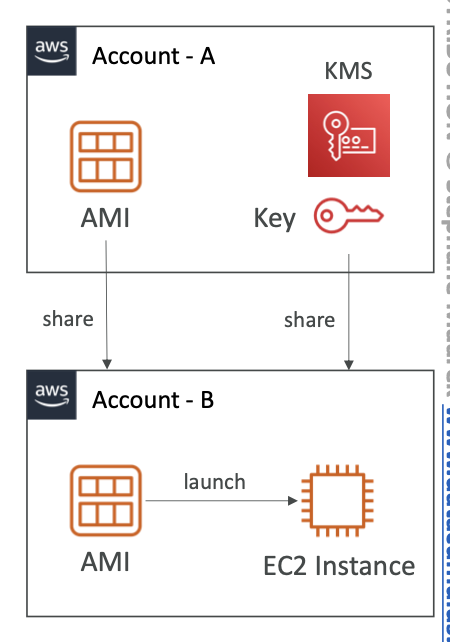 aws
Account - A
KMS
AMI
Key
share
share
aws
Account - B
launch
AMI
EC2 Instance